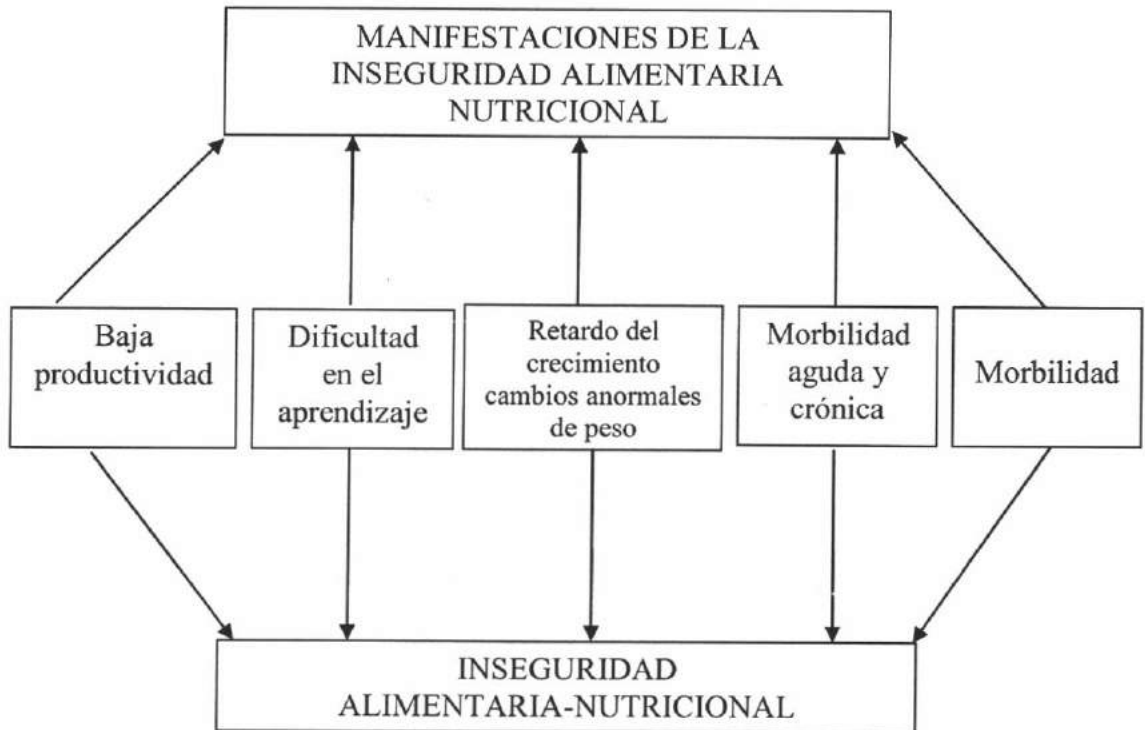 MANIFESTACIONES DE LA
INSEGURIDAD ALIMENTARIA
NUTRICIONAL
Baja
productividad
Dificultad
en el
aprendizaje
Retardo del
crecimiento
cambios anormales
de peso
Morbilidad
aguda y
crónica
Morbilidad
INSEGURIDAD
ALIMENTARIA-NUTRICIONAL